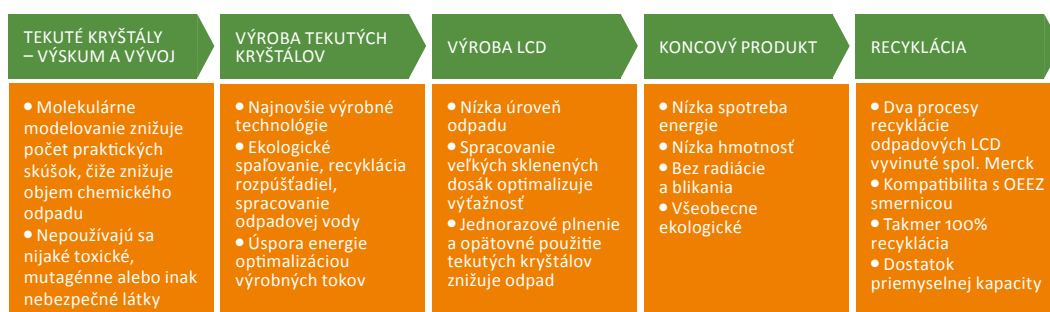 TEKUTÉ KRYŠTÁLY
– VÝSKUM A VÝVOJ
• Molekulárne
modelovanie znižuje
počet praktických
skúšok, čiže znižuje
objem chemického
odpadu
• Nepoužívajú sa
nijaké toxické,
mutagénne alebo inak
nebezpečné látky
VÝROBA TEKUTÝCH
KRYŠTÁLOV
• Najnovšie výrobné
technológie
• Ekologické
spaľovanie, recyklácia
rozpúšťadiel,
spracovanie
odpadovej vody
• Úspora energie
optimalizáciou
výrobných tokov
VÝROBA LCD
• Nízka úroveň
odpadu
• Spracovanie
veľkých sklenených
dosák optimalizuje
výťažnosť
• Jednorazové plnenie
a opätovné použitie
tekutých kryštálov
znižuje odpad
KONCOVÝ PRODUKT
• Nízka spotreba
energie
• Nízka hmotnosť
• Bez radiácie
a blikania
• Všeobecne
ekologické
RECYKLÁCIA
• Dva procesy
recyklácie
odpadových LCD
vyvinuté spol. Merck
• Kompatibilita s OEEZ
smernicou
• Takmer 100%
recyklácia
• Dostatok
priemyselnej kapacity